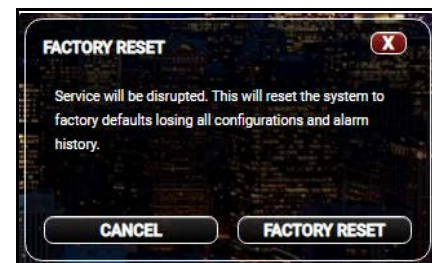 FACTORY RESET
X
Service will be disrupted. This will reset the system to
factory defaults losing all configurations and alarm
history.
CANCEL
FACTORY RESET